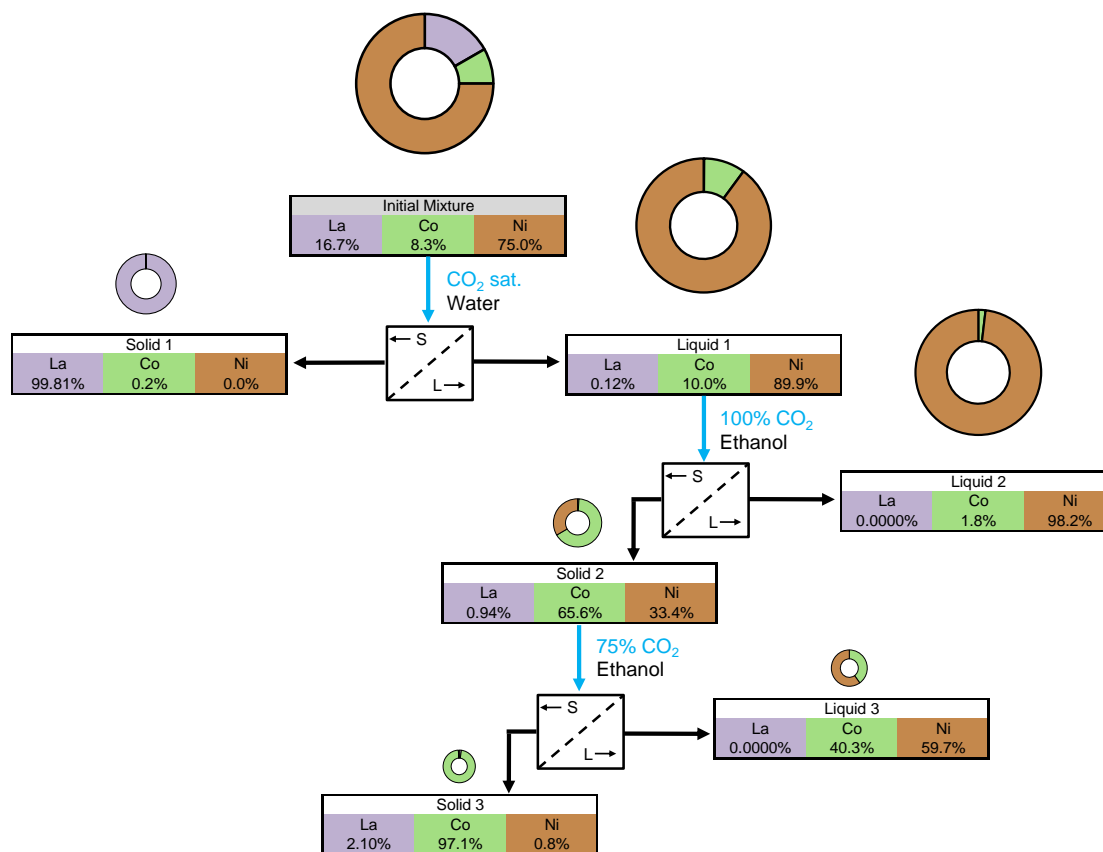 Initial Mixture
La Co Ni
16.7% 8.3% 75.0%
CO₂ sat.
Water
Solid 1
La Co Ni
99.81% 0.2% 0.0%
←S
L→
Liquid 1
La Co Ni
0.12% 10.0% 89.9%
100% CO₂
Ethanol
←S
L→
Liquid 2
La Co Ni
0.0000% 1.8% 98.2%
Solid 2
La Co Ni
0.94% 65.6% 33.4%
75% CO₂
Ethanol
←S
L→
Liquid 3
La Co Ni
0.0000% 40.3% 59.7%
Solid 3
La Co Ni
2.10% 97.1% 0.8%